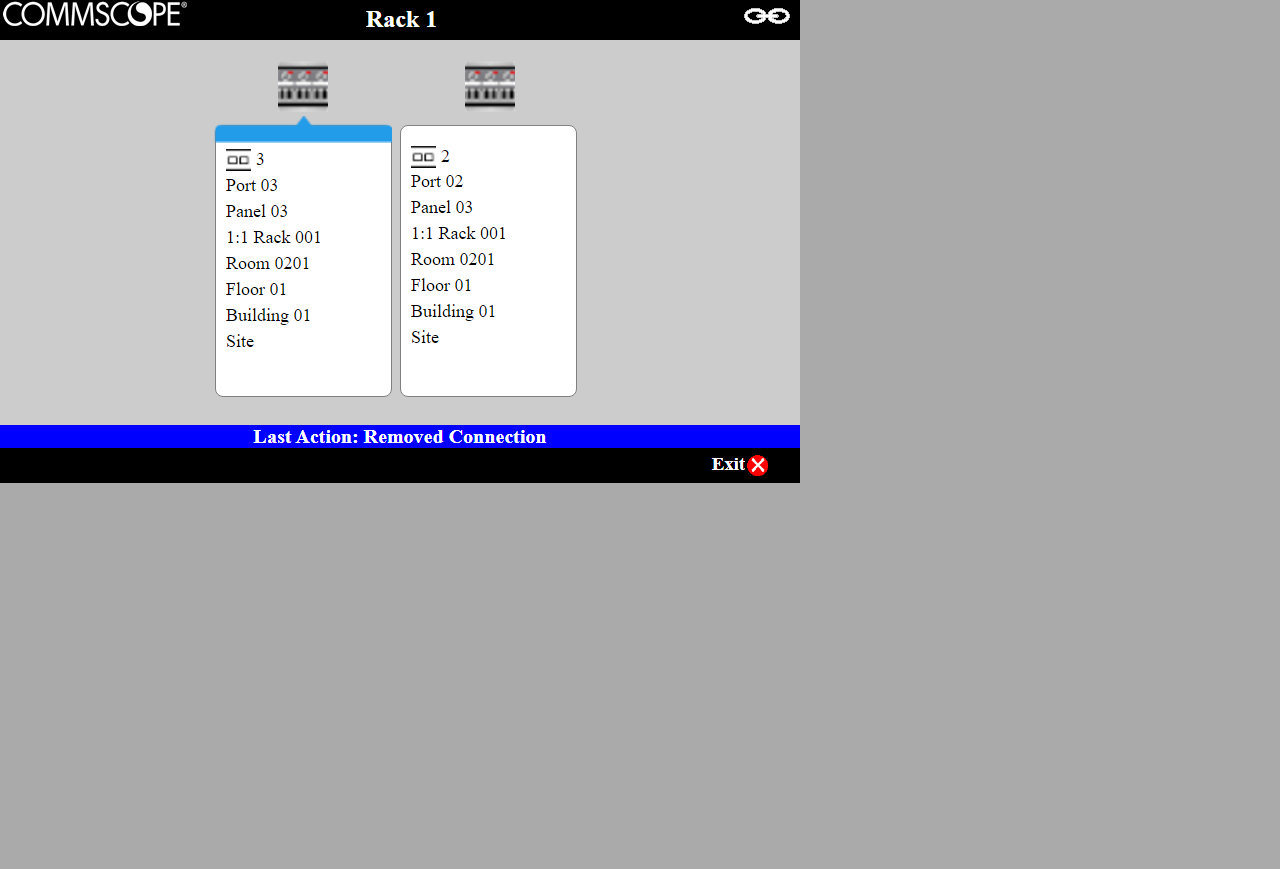 COMMSCOPE®
Rack 1
3
Port 03
Panel 03
1:1 Rack 001
Room 0201
Floor 01
Building 01
Site
2
Port 02
Panel 03
1:1 Rack 001
Room 0201
Floor 01
Building 01
Site
Last Action: Removed Connection
Exit